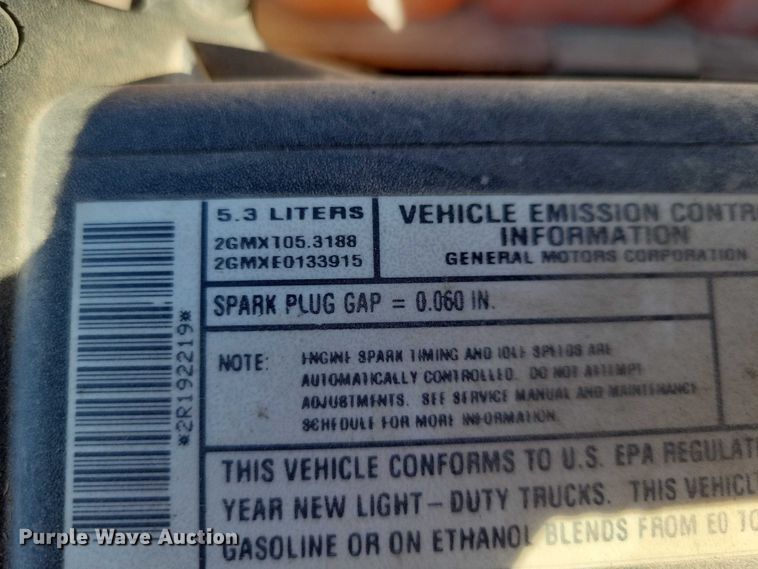 5.3 LITERS
2GMXT05.3188
2GMXE0133915
VEHICLE EMISSION CONTR
INFORMATION
GENERAL MOTORS CORPORATION
SPARK PLUG GAP = 0.060 IN.
NOTE: ENGINE SPARK TIMING AND IDLE SPEEDS ARE
AUTOMATICALLY CONTROLLED. DO NOT ATTEMPT
ADJUSTMENTS. SEE SERVICE MANUAL AND MAINTENANCE
SCHEDULE FOR MORE INFORMATION.
*2R192219*
THIS VEHICLE CONFORMS TO U.S. EPA REGULAT
YEAR NEW LIGHT-DUTY TRUCKS. THIS VEHICL
GASOLINE OR ON ETHANOL BLENDS FROM E0 TO
Purple Wave Auction